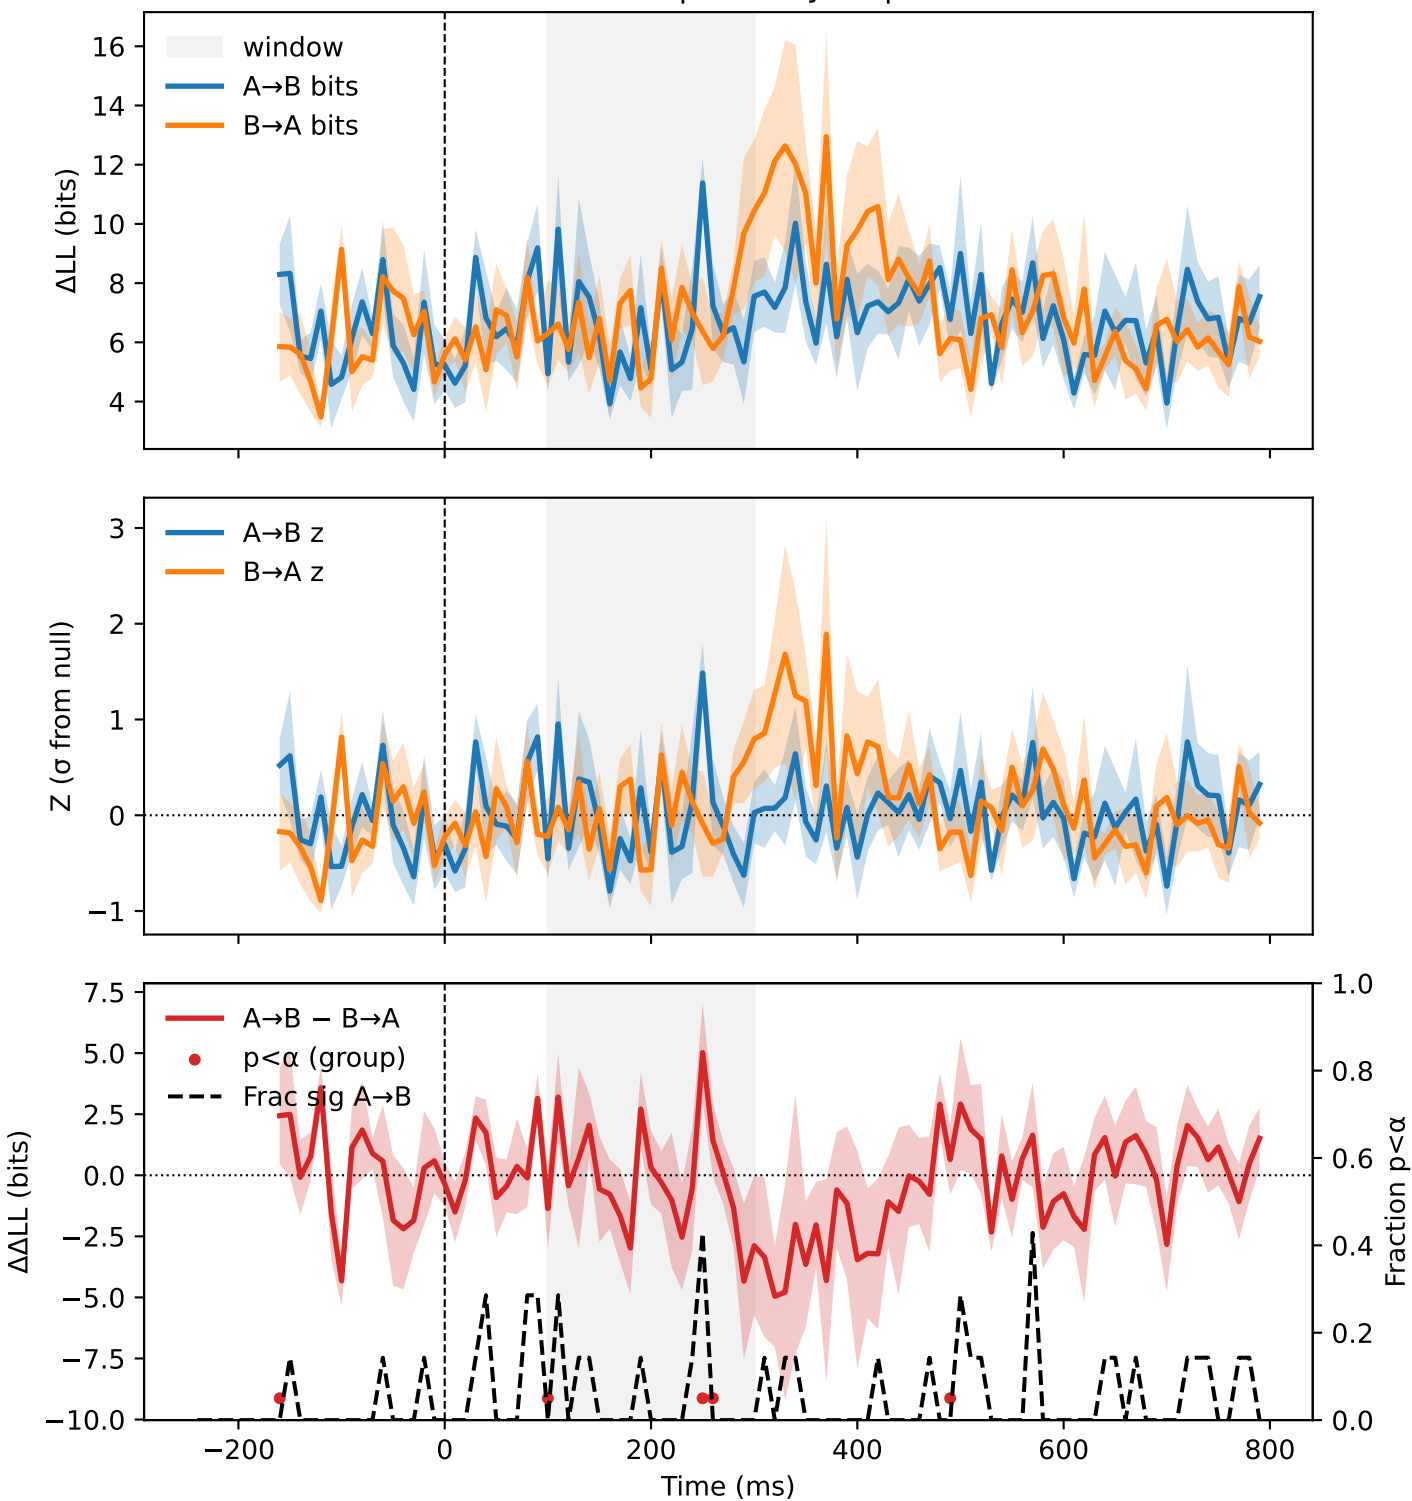 16
14
12
10
8
6
4
ΔLL (bits)
window
A→B bits
B→A bits
3
2
1
0
−1
Z (σ from null)
A→B z
B→A z
7.5
5.0
2.5
0.0
−2.5
−5.0
−7.5
−10.0
ΔΔLL (bits)
A→B − B→A
p<α (group)
Frac sig A→B
1.0
0.8
0.6
0.4
0.2
0.0
Fraction p<α
−200 0 200 400 600 800
Time (ms)